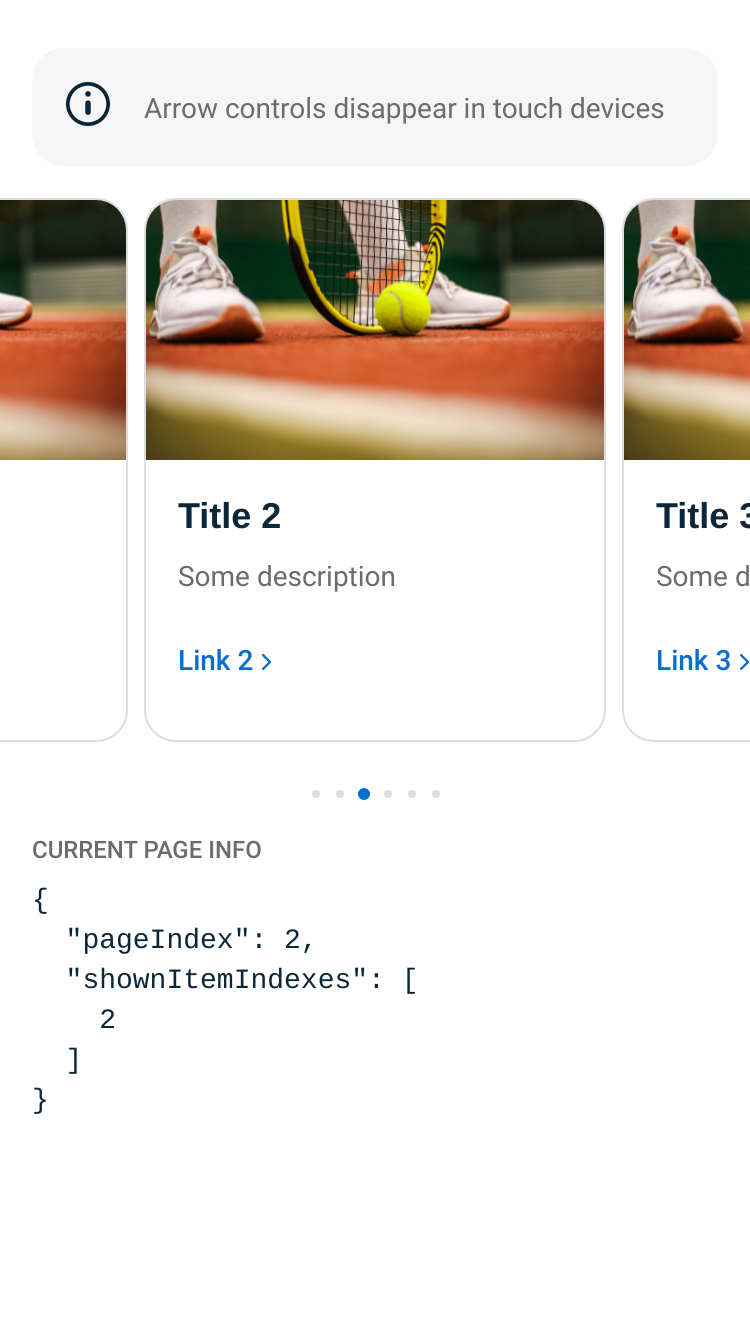 Arrow controls disappear in touch devices
Title 2
Some description
Link 2
Title 3
Some d
Link 3
CURRENT PAGE INFO
{
"pageIndex": 2,
"shownItemIndexes": [
2
]
}